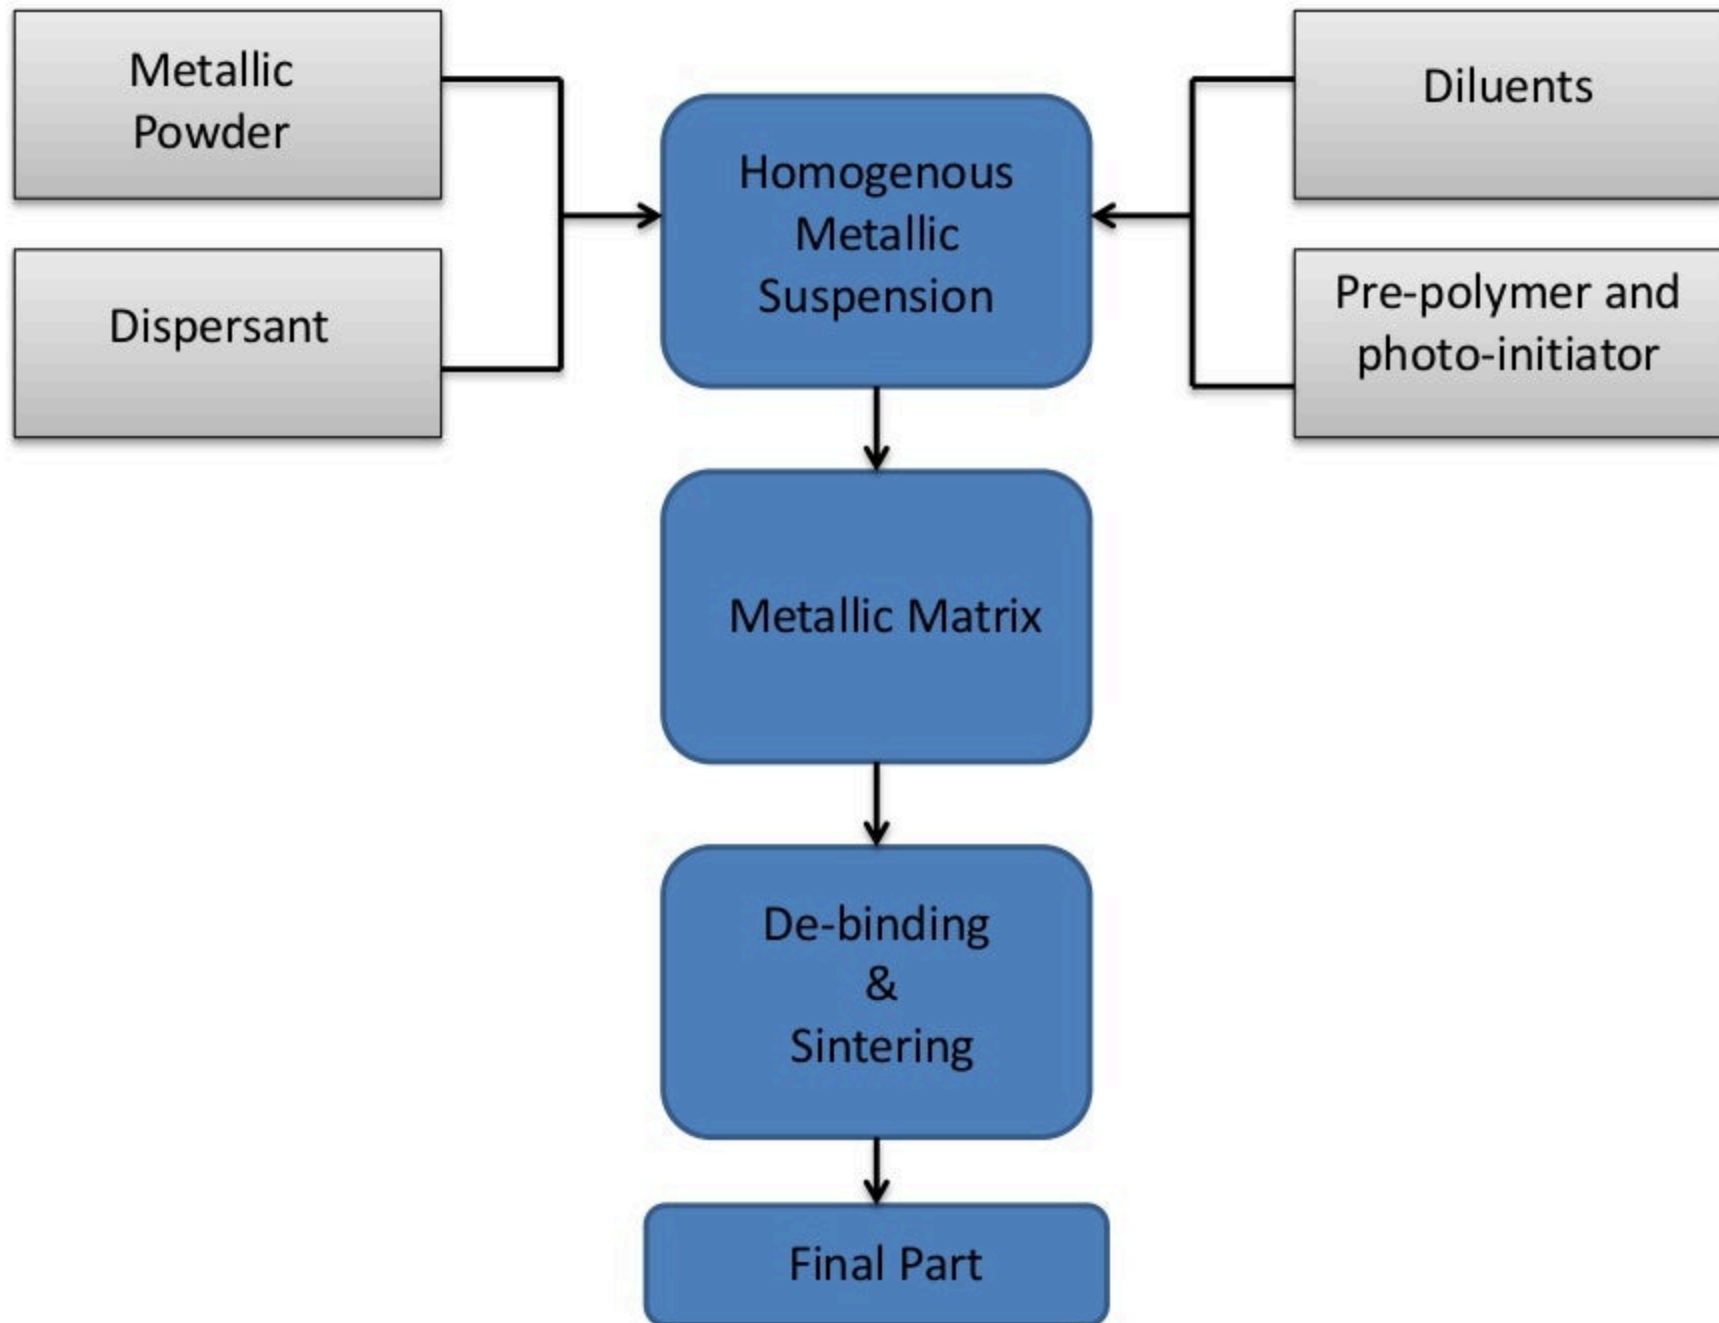 Metallic
Powder
Dispersant
Homogenous
Metallic
Suspension
Diluents
Pre-polymer and
photo-initiator
Metallic Matrix
De-binding
&
Sintering
Final Part